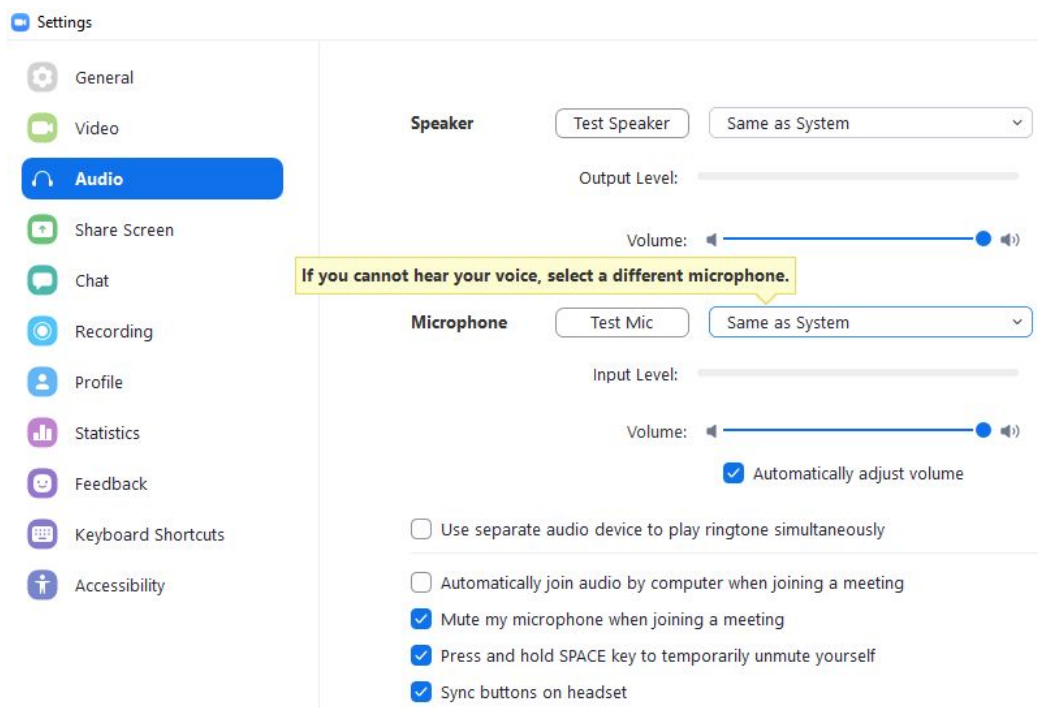 Settings
General
Video
Audio
Share Screen
Chat
Recording
Profile
Statistics
Feedback
Keyboard Shortcuts
Accessibility
Speaker Test Speaker Same as System
Output Level:
Volume:
If you cannot hear your voice, select a different microphone.
Microphone Test Mic Same as System
Input Level:
Volume:
Automatically adjust volume
Use separate audio device to play ringtone simultaneously
Automatically join audio by computer when joining a meeting
Mute my microphone when joining a meeting
Press and hold SPACE key to temporarily unmute yourself
Sync buttons on headset